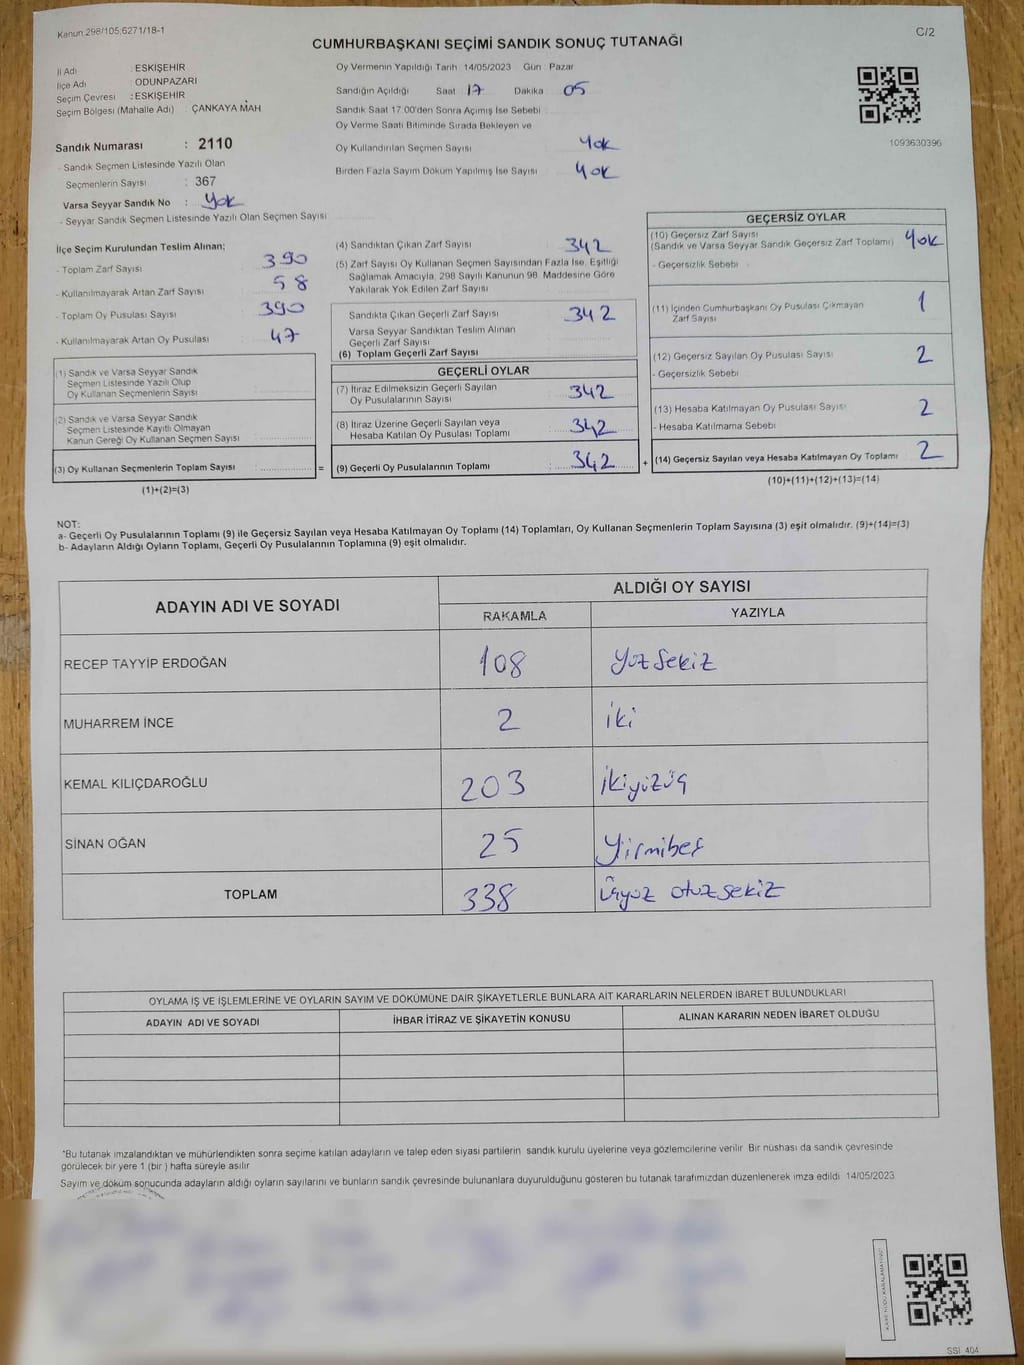 Kanun.298/105;6271/18-1
C/2
CUMHURBAŞKANI SEÇİMİ SANDIK SONUÇ TUTANAĞI
İl Adı : ESKİŞEHİR
İlçe Adı : ODUNPAZARI
Seçim Çevresi : ESKİŞEHİR
Seçim Bölgesi (Mahalle Adı) : ÇANKAYA MAH
Sandık Numarası : 2110
- Sandık Seçmen Listesinde Yazılı Olan
Seçmenlerin Sayısı : 367
Varsa Seyyar Sandık No : Yok
- Seyyar Sandık Seçmen Listesinde Yazılı Olan Seçmen Sayısı
Oy Vermenin Yapıldığı Tarih 14/05/2023 Gün : Pazar
Sandığın Açıldığı Saat 17 Dakika 05
Sandık Saat 17.00'den Sonra Açımış İse Sebebi
Oy Verme Saati Bitiminde Sırada Bekleyen ve
Oy Kullandırılan Seçmen Sayısı Yok
Birden Fazla Sayım Döküm Yapılmış İse Sayısı Yok
1093630396
İlçe Seçim Kurulundan Teslim Alınan;
- Toplam Zarf Sayısı 390
- Kullanılmayarak Artan Zarf Sayısı 58
- Toplam Oy Pusulası Sayısı 390
- Kullanılmayarak Artan Oy Pusulası 47
(1) Sandık ve Varsa Seyyar Sandık
Seçmen Listesinde Yazılı Olup
Oy Kullanan Seçmenlerin Sayısı
(2) Sandık ve Varsa Seyyar Sandık
Seçmen Listesinde Kayıtlı Olmayan
Kanun Gereği Oy Kullanan Seçmen Sayısı
(3) Oy Kullanan Seçmenlerin Toplam Sayısı
=
(1)+(2)=(3)
(4) Sandıktan Çıkan Zarf Sayısı 342
(5) Zarf Sayısı Oy Kullanan Seçmen Sayısından Fazla İse, Eşitliği
Sağlamak Amacıyla, 298 Sayılı Kanunun 98. Maddesine Göre
Yakılarak Yok Edilen Zarf Sayısı
Sandıkta Çıkan Geçerli Zarf Sayısı 342
Varsa Seyyar Sandıktan Teslim Alınan
Geçerli Zarf Sayısı
(6) Toplam Geçerli Zarf Sayısı
GEÇERLİ OYLAR
(7) İtiraz Edilmeksizin Geçerli Sayılan
Oy Pusulalarının Sayısı 342
(8) İtiraz Üzerine Geçerli Sayılan veya
Hesaba Katılan Oy Pusulası Toplamı 342
(9) Geçerli Oy Pusulalarının Toplamı : 342
+
GEÇERSİZ OYLAR
(10) Geçersiz Zarf Sayısı
(Sandık ve Varsa Seyyar Sandık Geçersiz Zarf Toplamı) Yok
- Geçersizlik Sebebi
(11) İçinden Cumhurbaşkanı Oy Pusulası Çıkmayan
Zarf Sayısı 1
(12) Geçersiz Sayılan Oy Pusulası Sayısı 2
- Geçersizlik Sebebi
(13) Hesaba Katılmayan Oy Pusulası Sayısı 2
- Hesaba Katılmama Sebebi
(14) Geçersiz Sayılan veya Hesaba Katılmayan Oy Toplamı : 2
(10)+(11)+(12)+(13)=(14)
NOT:
a- Geçerli Oy Pusulalarının Toplamı (9) ile Geçersiz Sayılan veya Hesaba Katılmayan Oy Toplamı (14) Toplamları, Oy Kullanan Seçmenlerin Toplam Sayısına (3) eşit olmalıdır. (9)+(14)=(3)
b- Adayların Aldığı Oyların Toplamı, Geçerli Oy Pusulalarının Toplamına (9) eşit olmalıdır.
ADAYIN ADI VE SOYADI
ALDIĞI OY SAYISI
RAKAMLA YAZIYLA
RECEP TAYYİP ERDOĞAN 108 yüzsekiz
MUHARREM İNCE 2 iki
KEMAL KILIÇDAROĞLU 203 ikiyüzüç
SİNAN OĞAN 25 yirmibeş
TOPLAM 338 üçyüz otuzsekiz
OYLAMA İŞ VE İŞLEMLERİNE VE OYLARIN SAYIM VE DÖKÜMÜNE DAİR ŞİKAYETLERLE BUNLARA AİT KARARLARIN NELERDEN İBARET BULUNDUKLARI
ADAYIN ADI VE SOYADI İHBAR İTİRAZ VE ŞİKAYETİN KONUSU ALINAN KARARIN NEDEN İBARET OLDUĞU
*Bu tutanak imzalandıktan ve mühürlendikten sonra seçime katılan adayların ve talep eden siyasi partilerin sandık kurulu üyelerine veya gözlemcilerine verilir. Bir nüshası da sandık çevresinde
görülecek bir yere 1 (bir ) hafta süreyle asılır.
Sayım ve döküm sonucunda adayların aldığı oyların sayılarını ve bunların sandık çevresinde bulunanlara duyurulduğunu gösteren bu tutanak tarafımızdan düzenlenerek imza edildi. 14/05/2023
SSI: 404